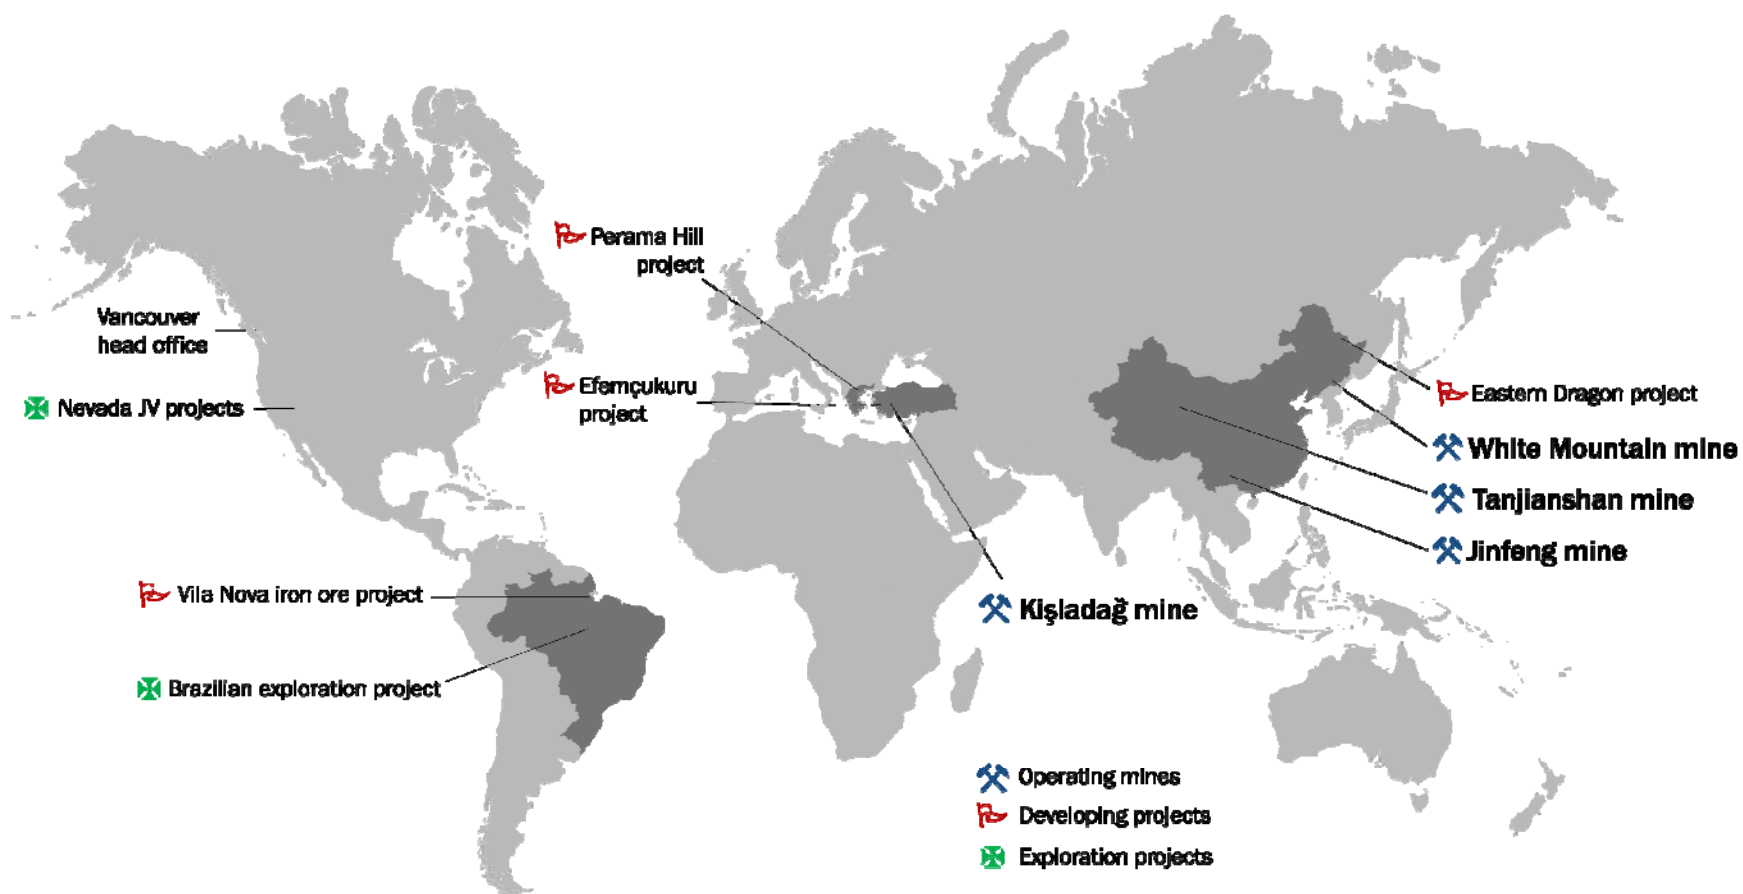 Perama Hill
project
Vancouver
head office
Efemçukuru
project
Nevada JV projects
Eastern Dragon project
White Mountain mine
Tanjianshan mine
Jinfeng mine
Vila Nova iron ore project
Kişladağ mine
Brazilian exploration project
Operating mines
Developing projects
Exploration projects